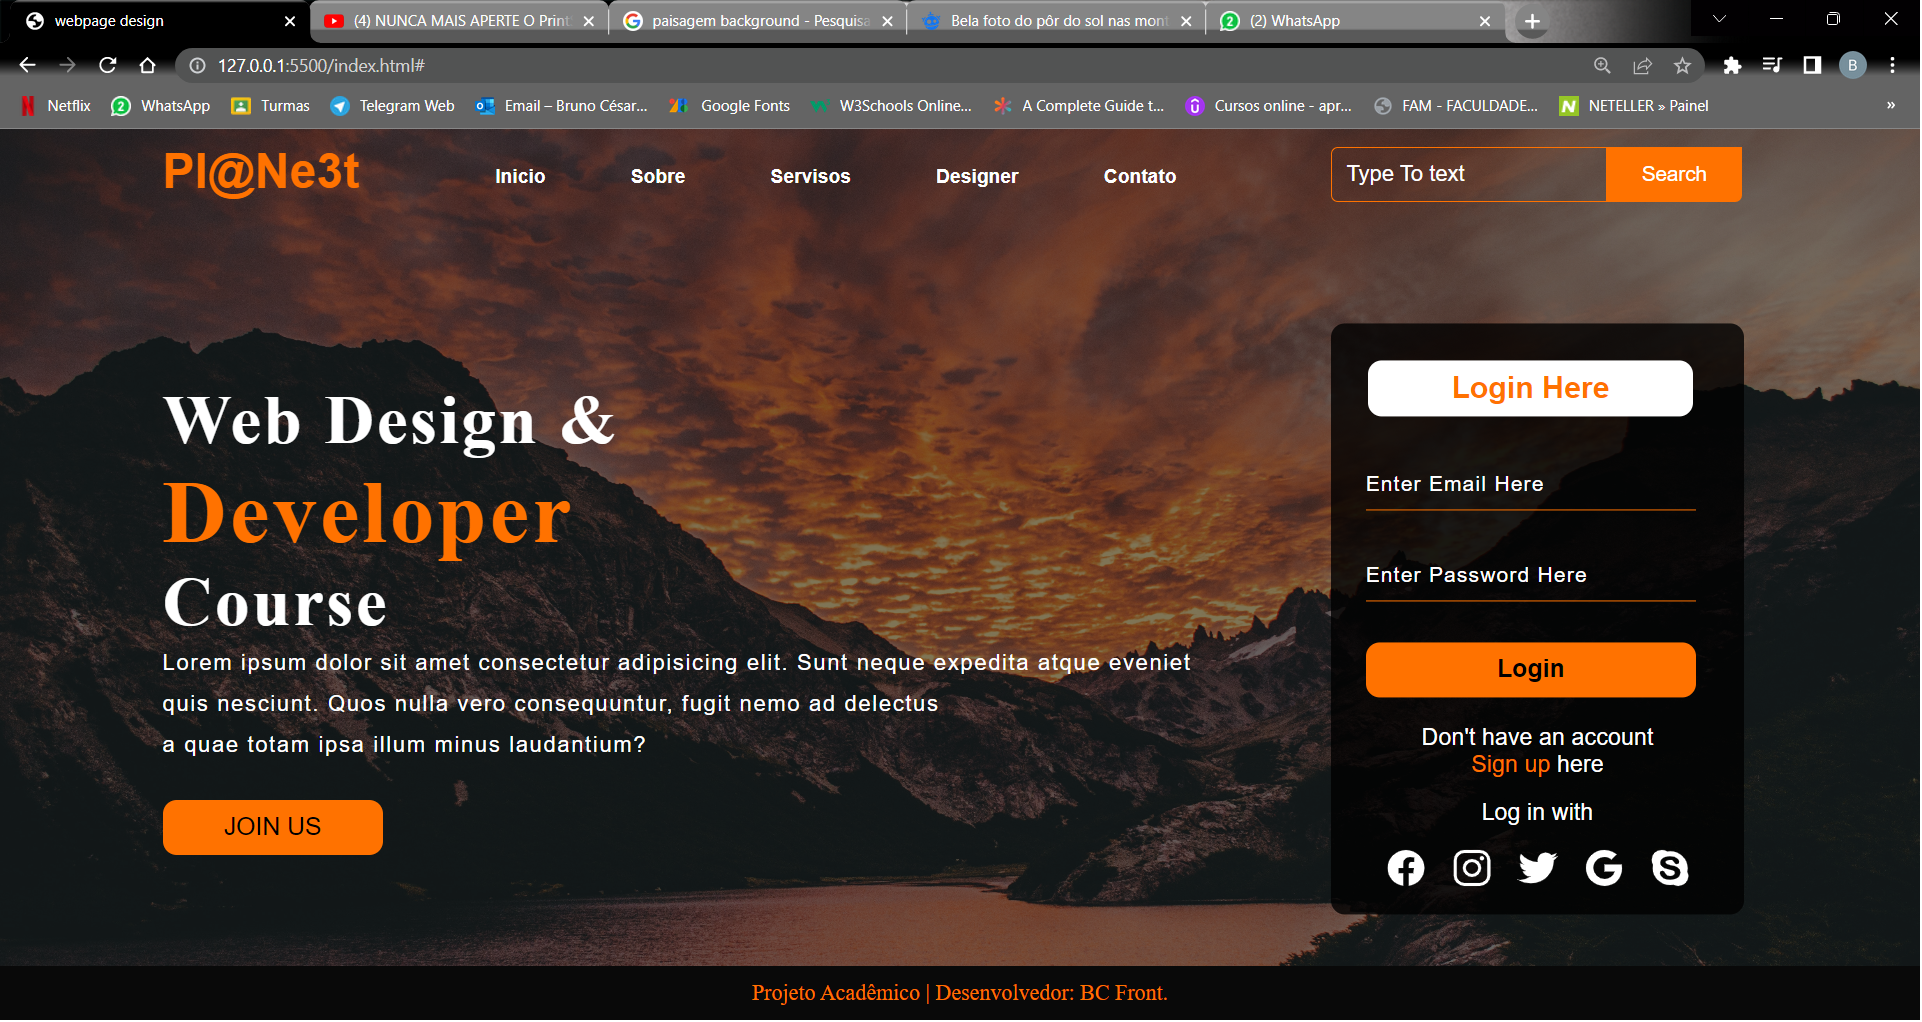 webpage design
(4) NUNCA MAIS APERTE O Print
paisagem background - Pesquisa
Bela foto do pôr do sol nas mont
(2) WhatsApp
127.0.0.1:5500/index.html#
B
Netflix
WhatsApp
Turmas
Telegram Web
Email – Bruno César...
Google Fonts
W3Schools Online...
A Complete Guide t...
Cursos online - apr...
FAM - FACULDADE...
NETELLER » Painel
»
Pl@Ne3t
Inicio
Sobre
Servisos
Designer
Contato
Type To text
Search
Web Design &
Developer
Course
Lorem ipsum dolor sit amet consectetur adipisicing elit. Sunt neque expedita atque eveniet
quis nesciunt. Quos nulla vero consequuntur, fugit nemo ad delectus
a quae totam ipsa illum minus laudantium?
JOIN US
Login Here
Enter Email Here
Enter Password Here
Login
Don't have an account
Sign up here
Log in with
Projeto Acadêmico | Desenvolvedor: BC Front.